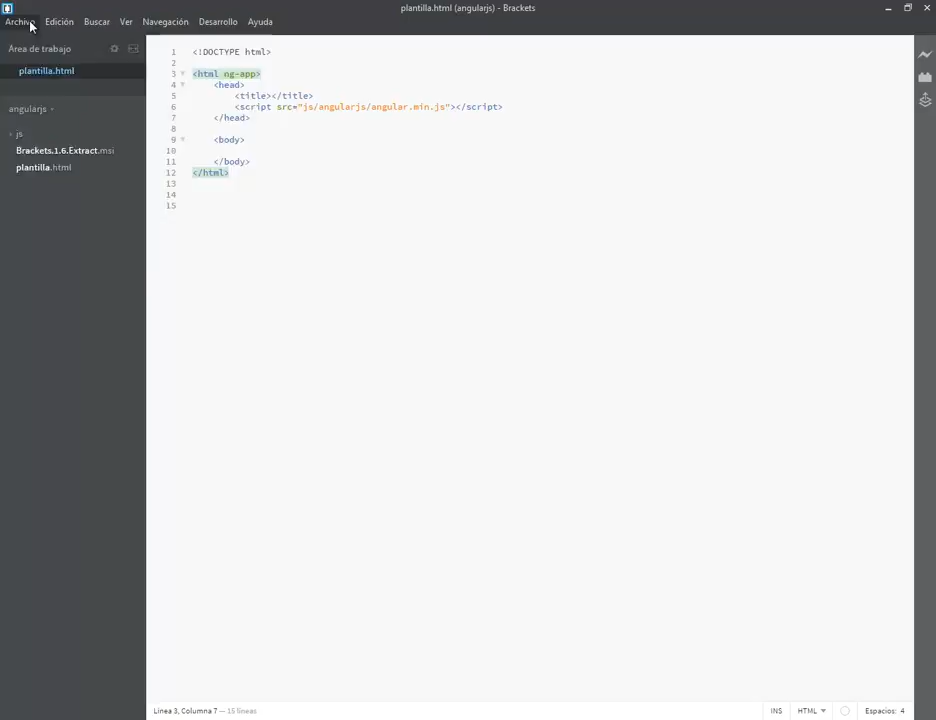 plantilla.html (angularjs) - Brackets
Archivo Edición Buscar Ver Navegación Desarrollo Ayuda
Área de trabajo
plantilla.html
angularjs
js
Brackets.1.6.Extract.msi
plantilla.html
1 <!DOCTYPE html>
2
3 <html ng-app>
4 <head>
5 <title></title>
6 <script src="js/angularjs/angular.min.js"></script>
7 </head>
8
9 <body>
10
11 </body>
12 </html>
13
14
15
Línea 3, Columna 7 — 15 líneas INS HTML Espacios: 4